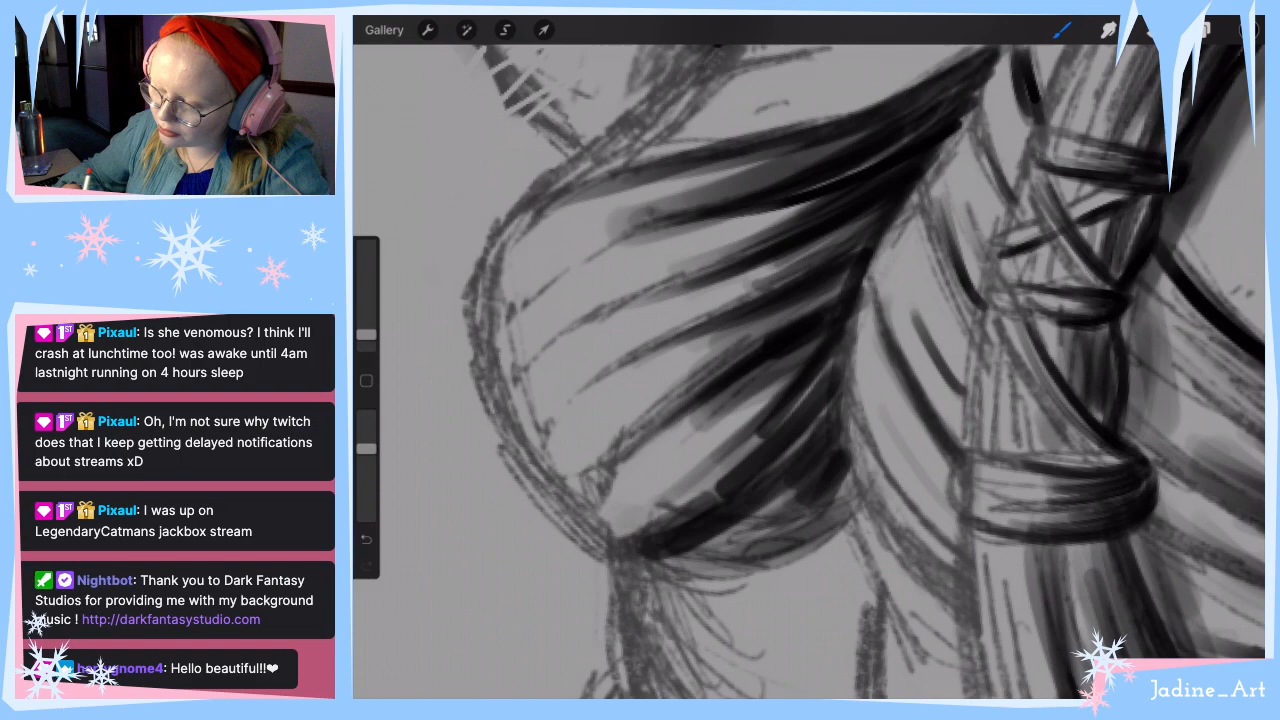 Gallery
Pixaul: Is she venomous? I think I'll
crash at lunchtime too! was awake until 4am
lastnight running on 4 hours sleep
Pixaul: Oh, I'm not sure why twitch
does that I keep getting delayed notifications
about streams xD
Pixaul: I was up on
LegendaryCatmans jackbox stream
Nightbot: Thank you to Dark Fantasy
Studios for providing me with my background
music ! http://darkfantasystudio.com
Hello beautiful!!❤
Jadine_Art